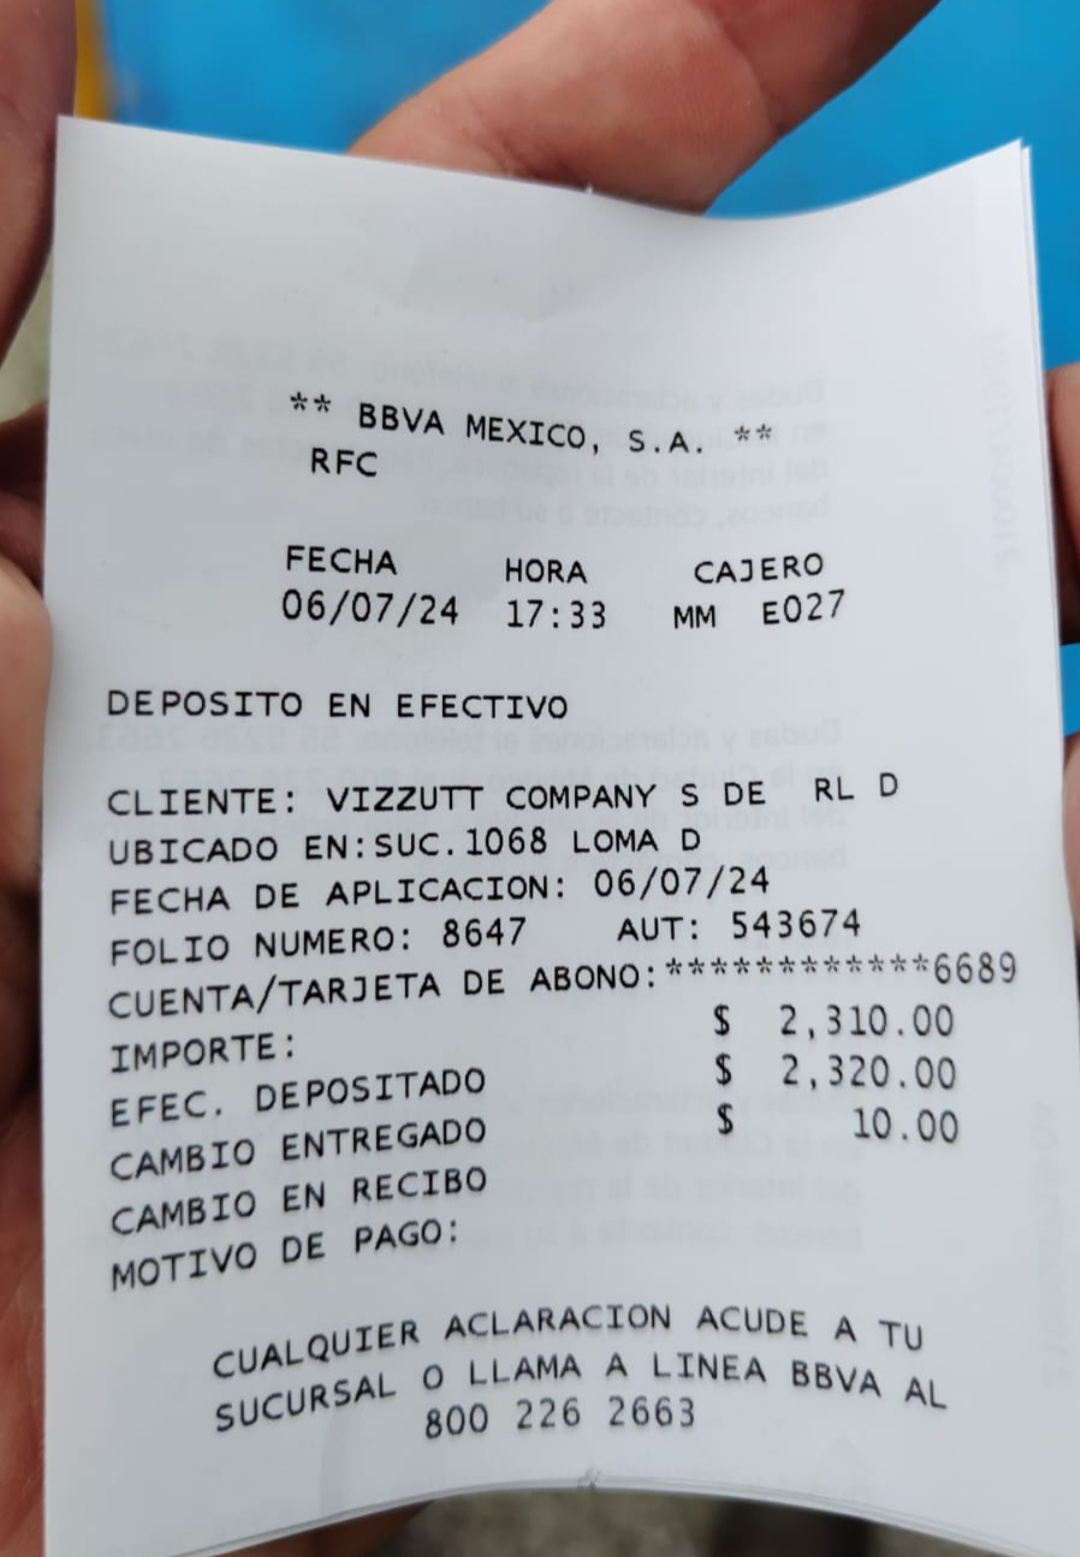 ** BBVA MEXICO, S.A. **
RFC
FECHA HORA CAJERO
06/07/24 17:33 MM E027
DEPOSITO EN EFECTIVO
CLIENTE: VIZZUTT COMPANY S DE RL D
UBICADO EN:SUC.1068 LOMA D
FECHA DE APLICACION: 06/07/24
FOLIO NUMERO: 8647 AUT: 543674
CUENTA/TARJETA DE ABONO:************6689
IMPORTE: $ 2,310.00
EFEC. DEPOSITADO $ 2,320.00
CAMBIO ENTREGADO $ 10.00
CAMBIO EN RECIBO
MOTIVO DE PAGO:
CUALQUIER ACLARACION ACUDE A TU
SUCURSAL O LLAMA A LINEA BBVA AL
800 226 2663